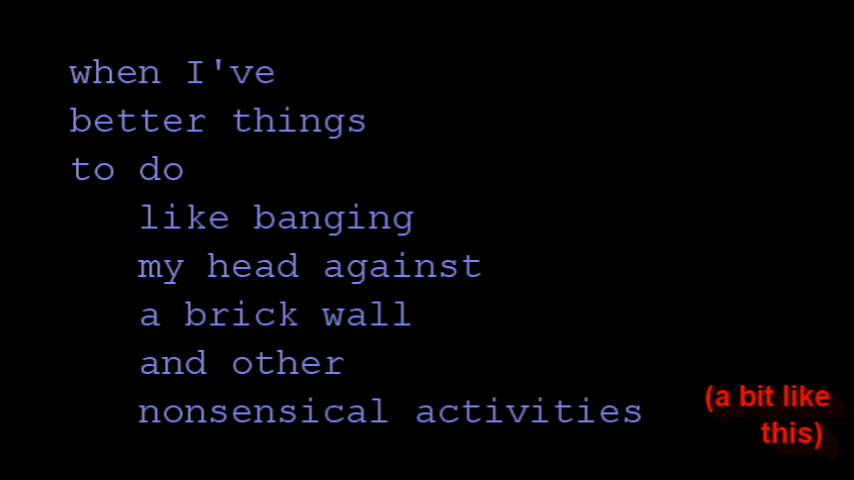 when I've
better things
to do
like banging
my head against
a brick wall
and other
nonsensical activities
(a bit like
this)